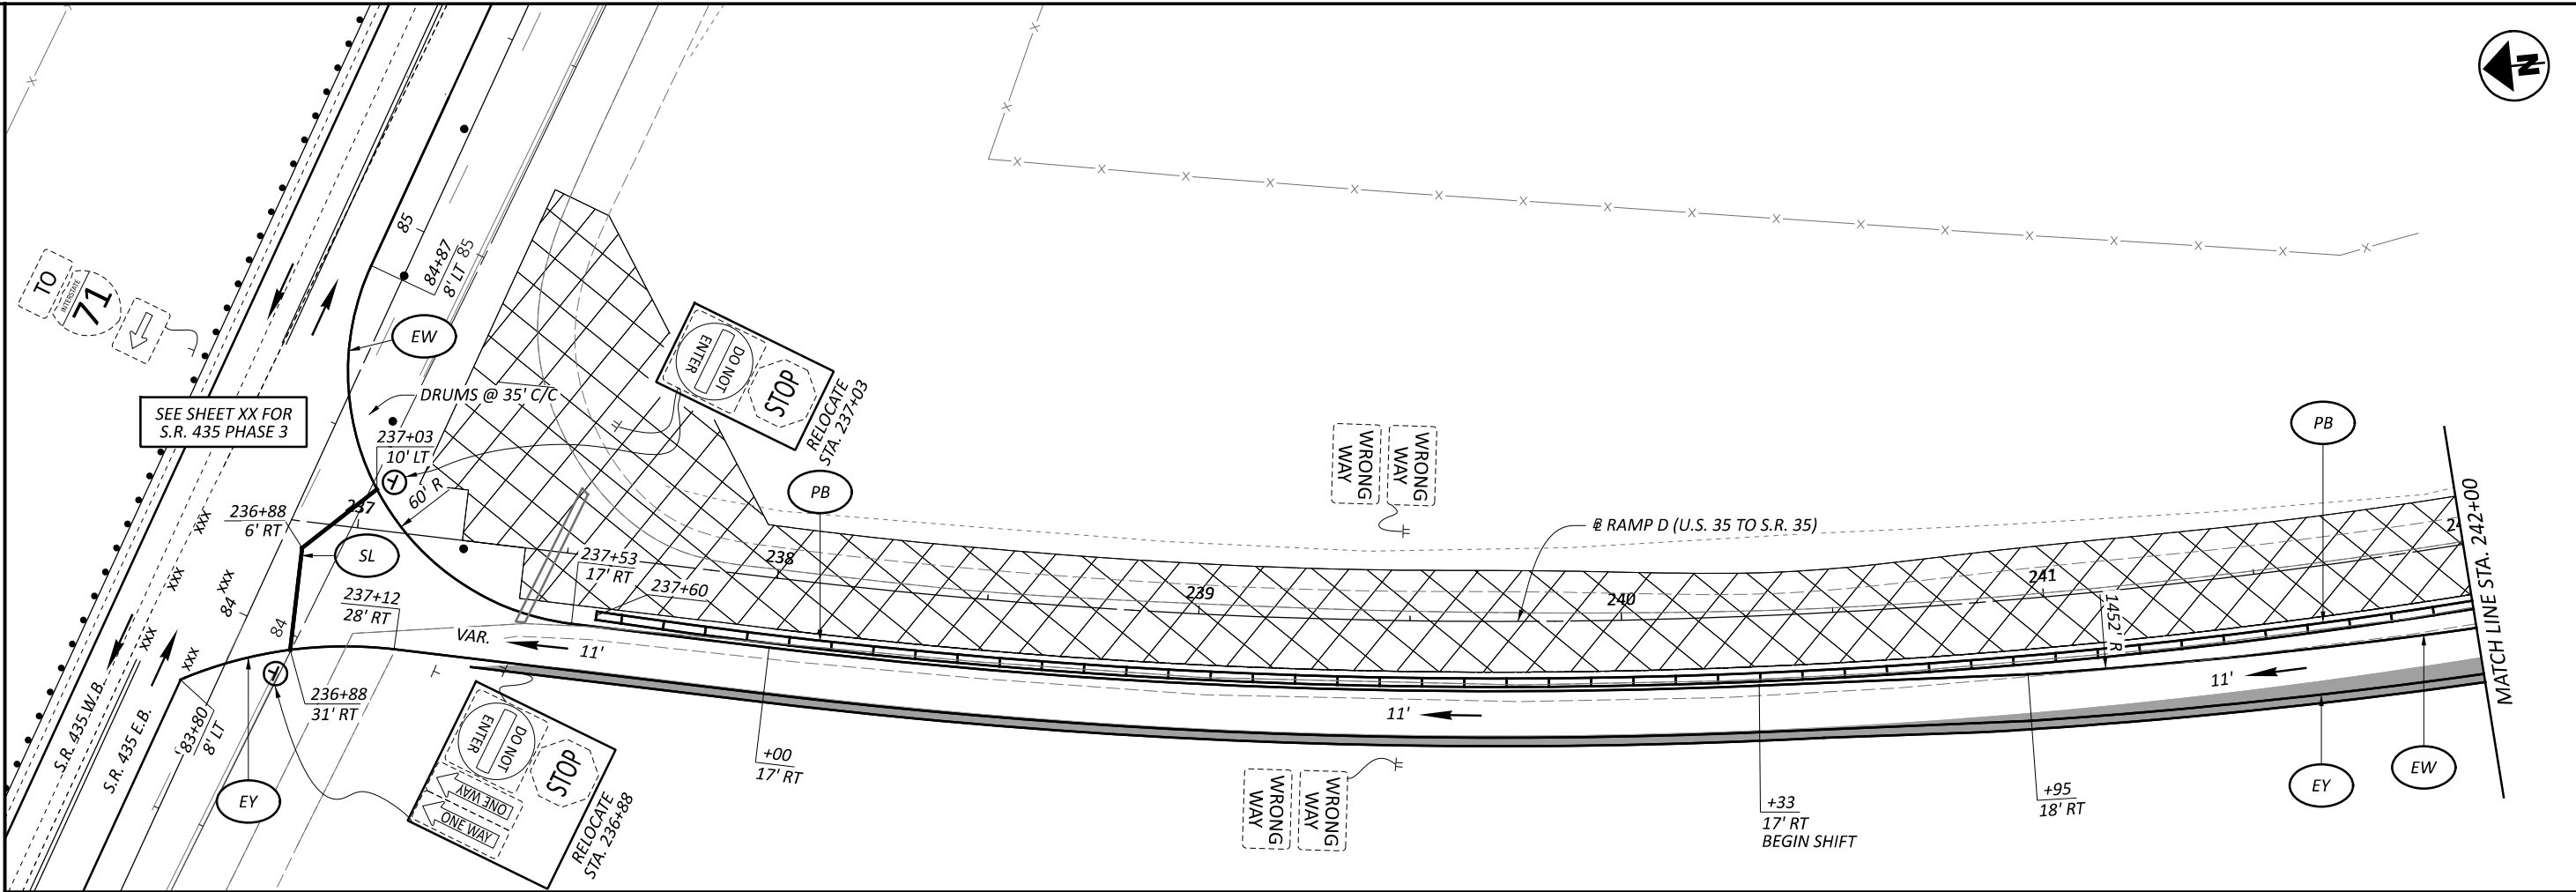 N
TO
INTERSTATE
71
85
84+87
8' LT
85
EW
DRUMS @ 35' C/C
DO NOT
ENTER
STOP
RELOCATE
STA. 237+03
SEE SHEET XX FOR
S.R. 435 PHASE 3
237+03
10' LT
60' R
PB
236+88
6' RT
237
SL
237+12
28' RT
237+53
17' RT
237+60
238
239
240
241
24
WRONG
WAY
WRONG
WAY
℄ RAMP D (U.S. 35 TO S.R. 35)
PB
MATCH LINE STA. 242+00
1452' R
XXX
XXX
XXX
XXX
XXX
84
84
VAR.
11'
11'
11'
S.R. 435 W.B.
S.R. 435 E.B.
83+80
8' LT
EY
236+88
31' RT
DO NOT
ENTER
STOP
ONE WAY
ONE WAY
RELOCATE
STA. 236+88
+00
17' RT
WRONG
WAY
WRONG
WAY
+33
17' RT
BEGIN SHIFT
+95
18' RT
EY
EW